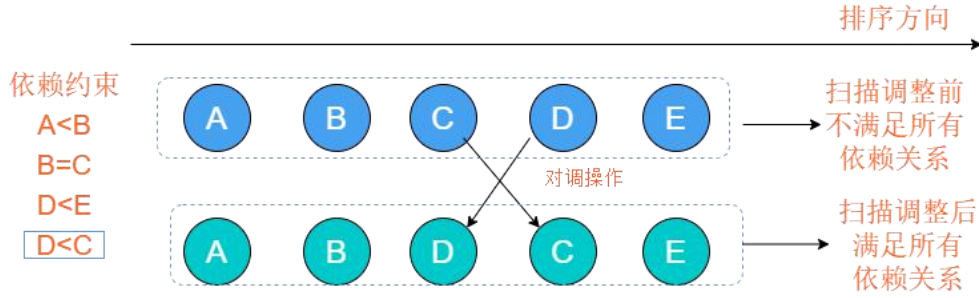 排序方向
依赖约束
A<B
B=C
D<E
D<C
A B C D E
扫描调整前
不满足所有
依赖关系
对调操作
A B D C E
扫描调整后
满足所有
依赖关系